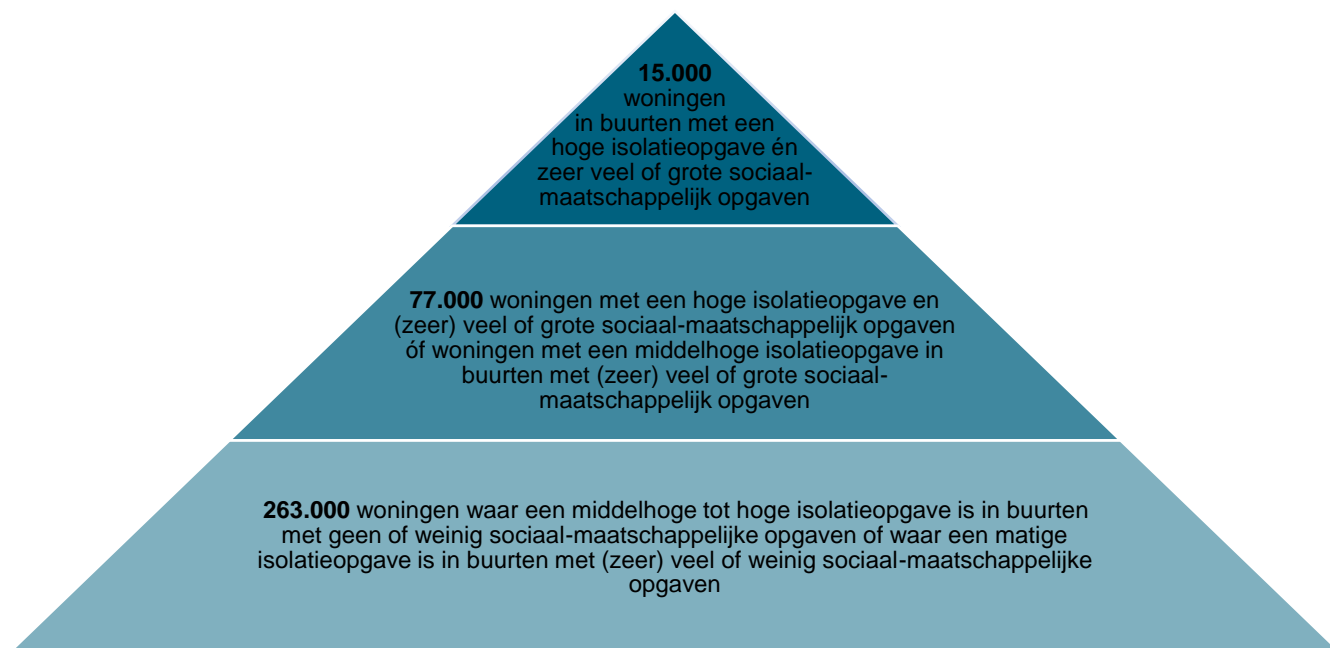 15.000
woningen
in buurten met een
hoge isolatieopgave én
zeer veel of grote sociaal-
maatschappelijk opgaven
77.000 woningen met een hoge isolatieopgave en
(zeer) veel of grote sociaal-maatschappelijk opgaven
óf woningen met een middelhoge isolatieopgave in
buurten met (zeer) veel of grote sociaal-
maatschappelijk opgaven
263.000 woningen waar een middelhoge tot hoge isolatieopgave is in buurten
met geen of weinig sociaal-maatschappelijke opgaven of waar een matige
isolatieopgave is in buurten met (zeer) veel of weinig sociaal-maatschappelijke
opgaven